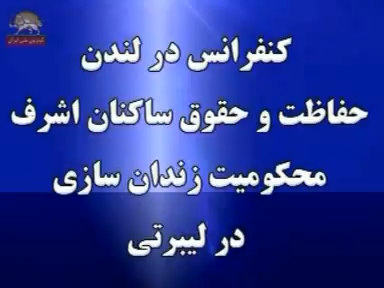 کنفرانس در لندن
حفاظت و حقوق ساکنان اشرف
محکومیت زندان سازی
در لیبرتی